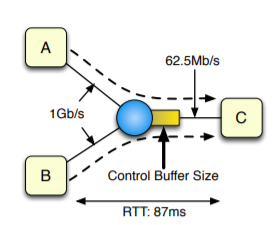 A
62.5Mb/s
1Gb/s
C
B
Control Buffer Size
RTT: 87ms